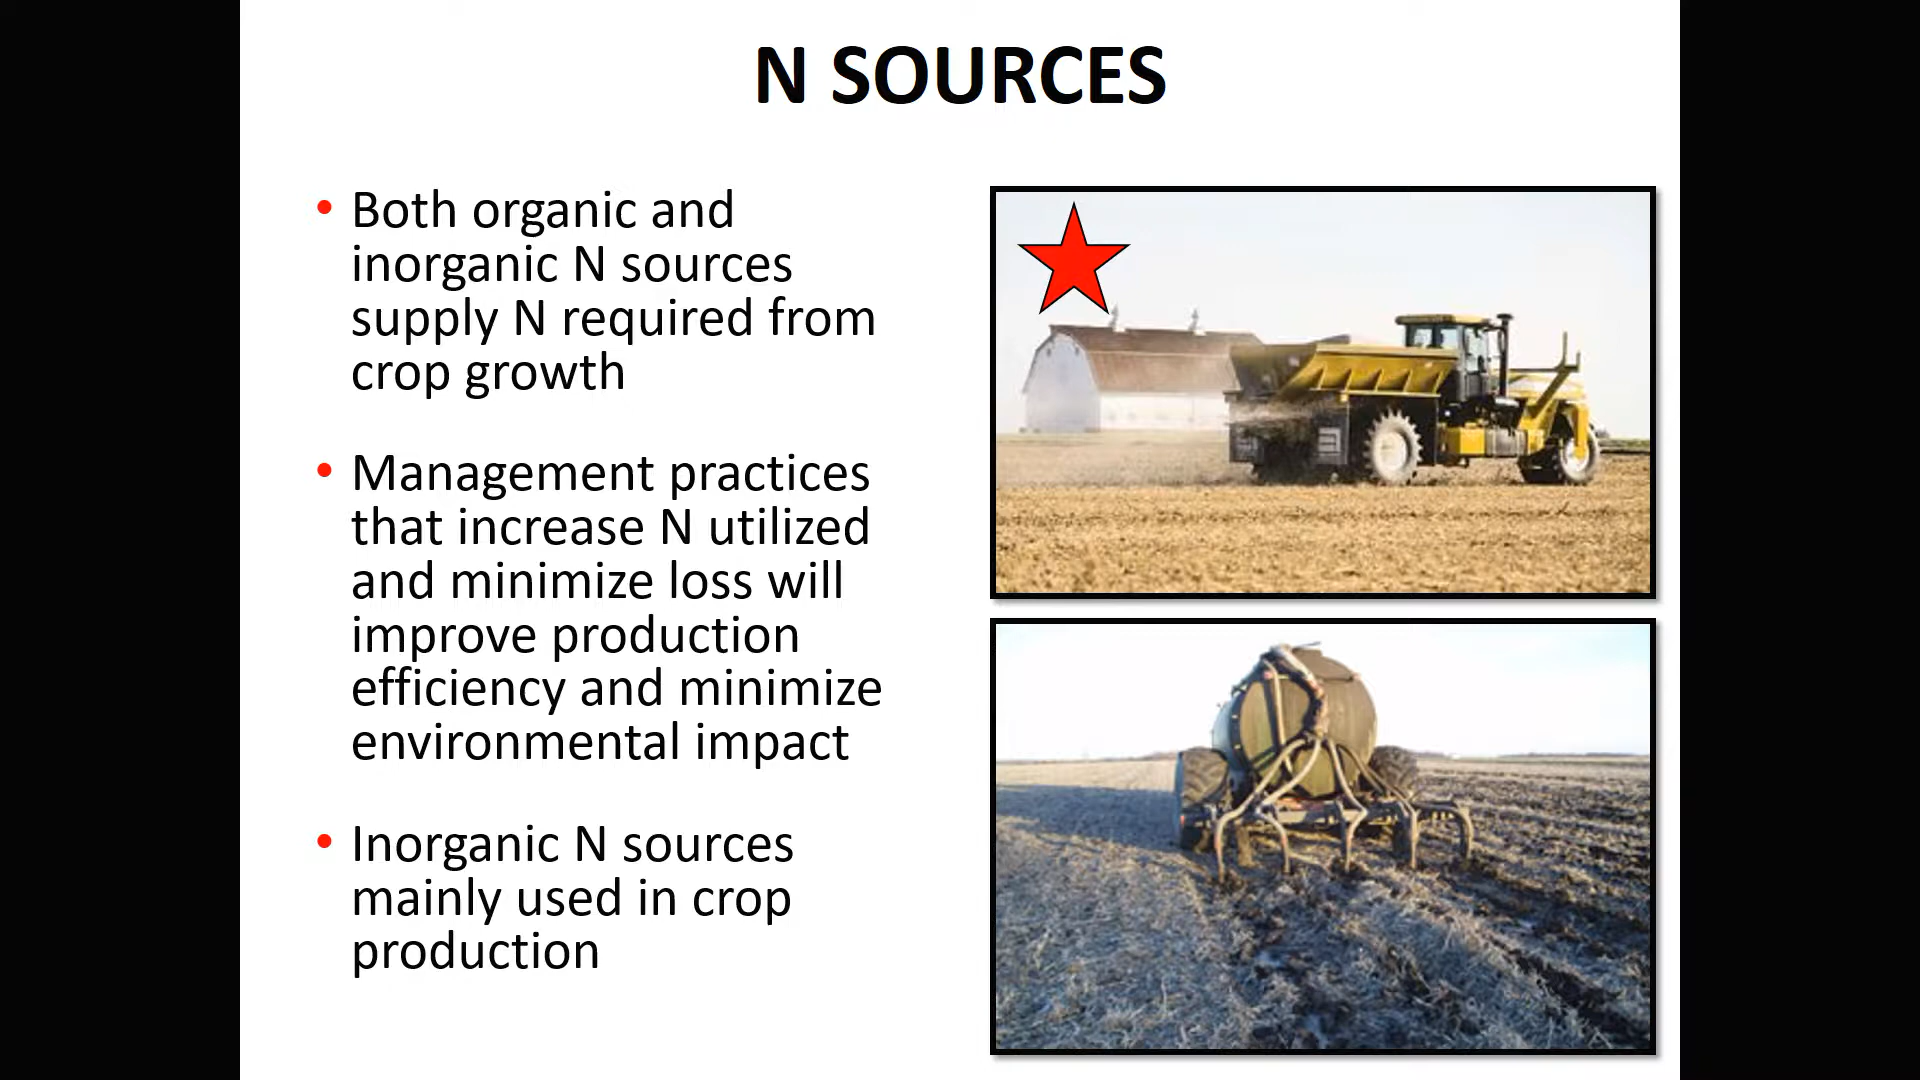 N SOURCES
• Both organic and
inorganic N sources
supply N required from
crop growth
• Management practices
that increase N utilized
and minimize loss will
improve production
efficiency and minimize
environmental impact
• Inorganic N sources
mainly used in crop
production